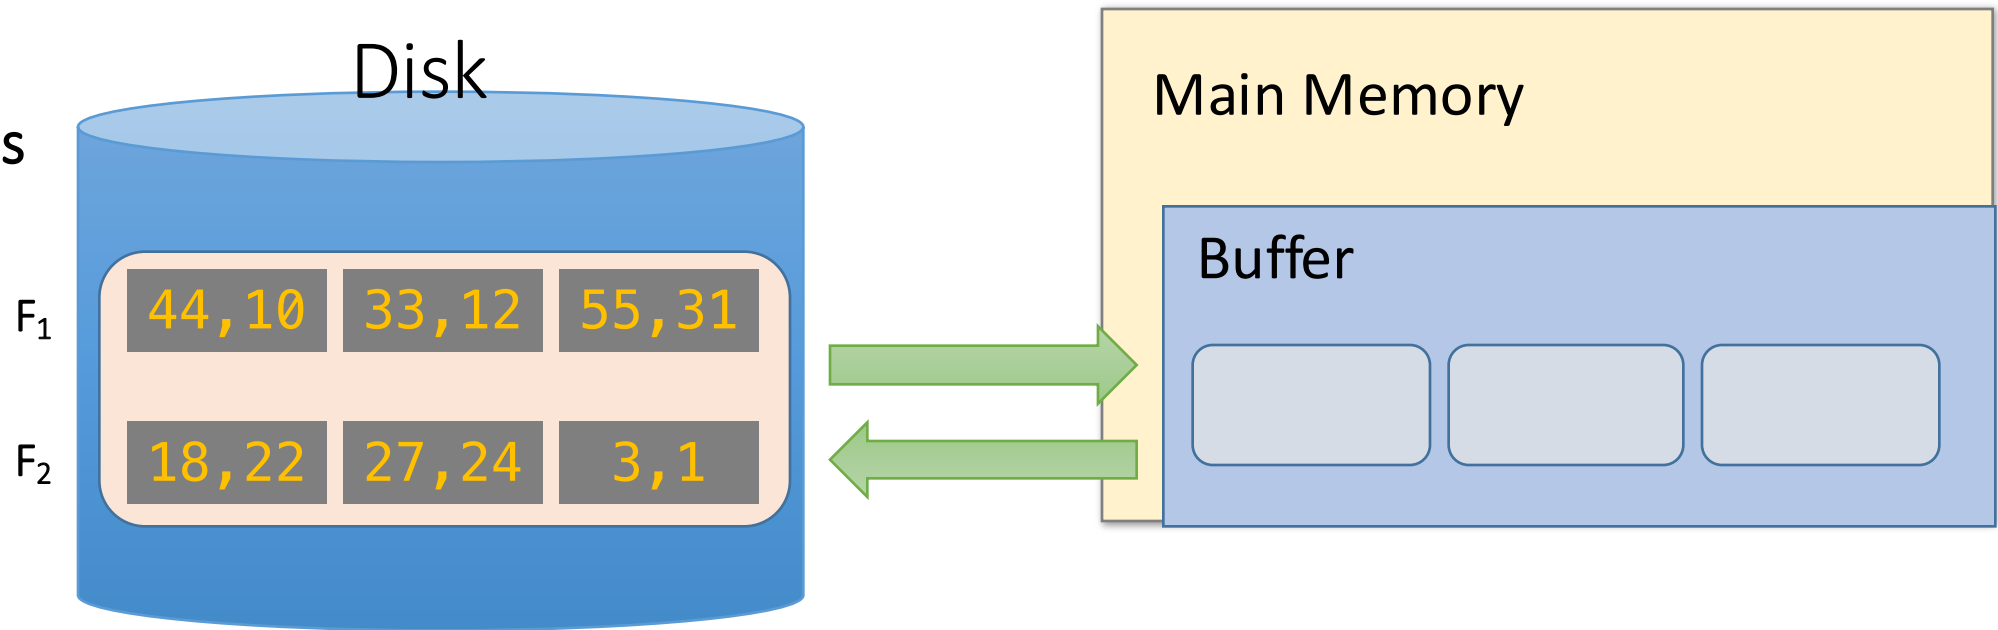 Disk
Main Memory
s
Buffer
F1 44,10 33,12 55,31
F2 18,22 27,24 3,1